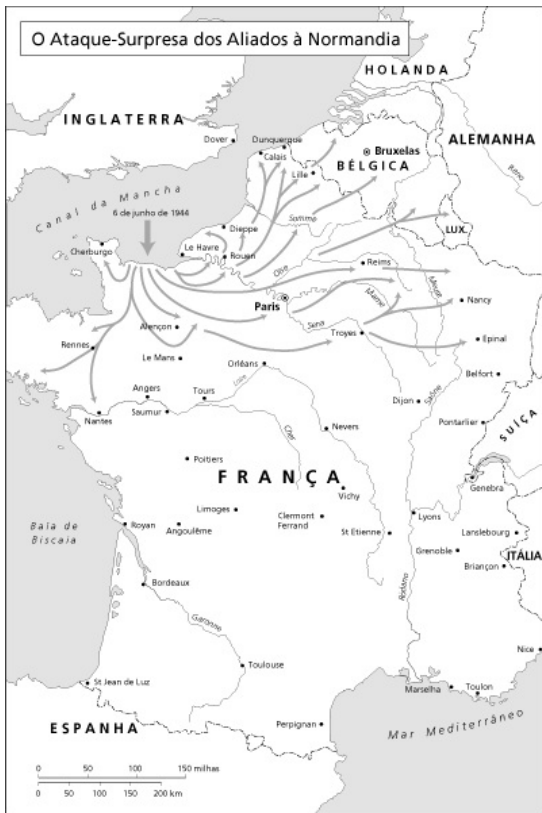 O Ataque-Surpresa dos Aliados à Normandia
HOLANDA
INGLATERRA
Dover
Dunquerque
Calais
Bruxelas
ALEMANHA
BÉLGICA
Lille
Reno
Canal da Mancha
6 de junho de 1944
Somme
Dieppe
LUX.
Cherburgo
Le Havre
Rouen
Oise
Reims
Meuse
Marne
Paris
Nancy
Sena
Alençon
Troyes
Epinal
Rennes
Le Mans
Orléans
Belfort
Loire
Angers
Tours
Dijon
Saône
Nantes
Saumur
Pontarlier
SUÍÇA
Nevers
Cher
Poitiers
FRANÇA
Genebra
Vichy
Limoges
Lyons
Baía de
Biscaia
Royan
Angoulême
Clermont
Ferrand
St Etienne
Lanslebourg
Grenoble
ITÁLIA
Briançon
Bordeaux
Rodano
Garonne
Nice
Toulouse
St Jean de Luz
Marselha
Toulon
ESPANHA
Perpignan
Mar Mediterrâneo
0 50 100 150 milhas
0 50 100 150 200 km